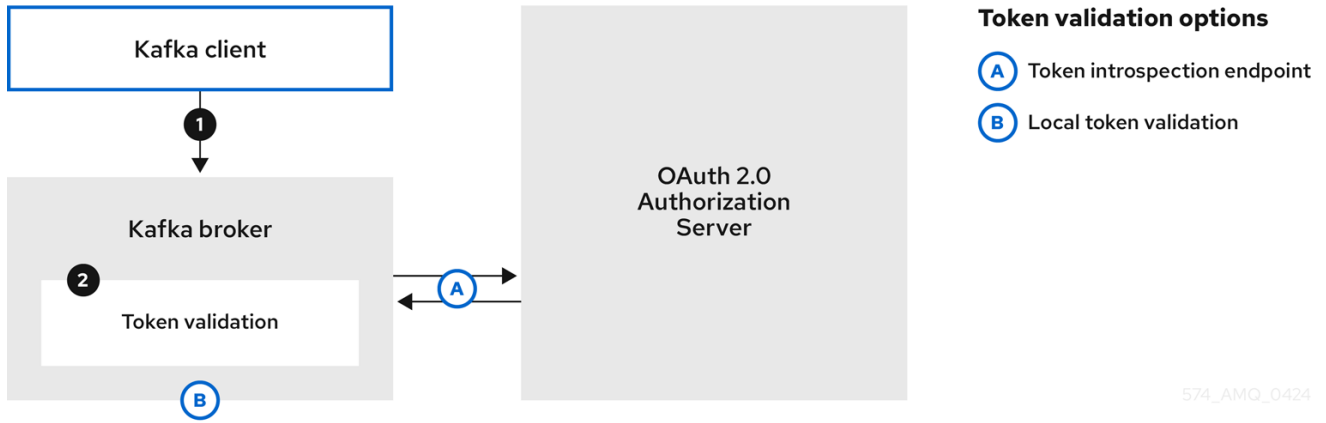 Kafka client
1
Kafka broker
2
Token validation
B
A
OAuth 2.0
Authorization
Server
Token validation options
A Token introspection endpoint
B Local token validation
574_AMQ_0424